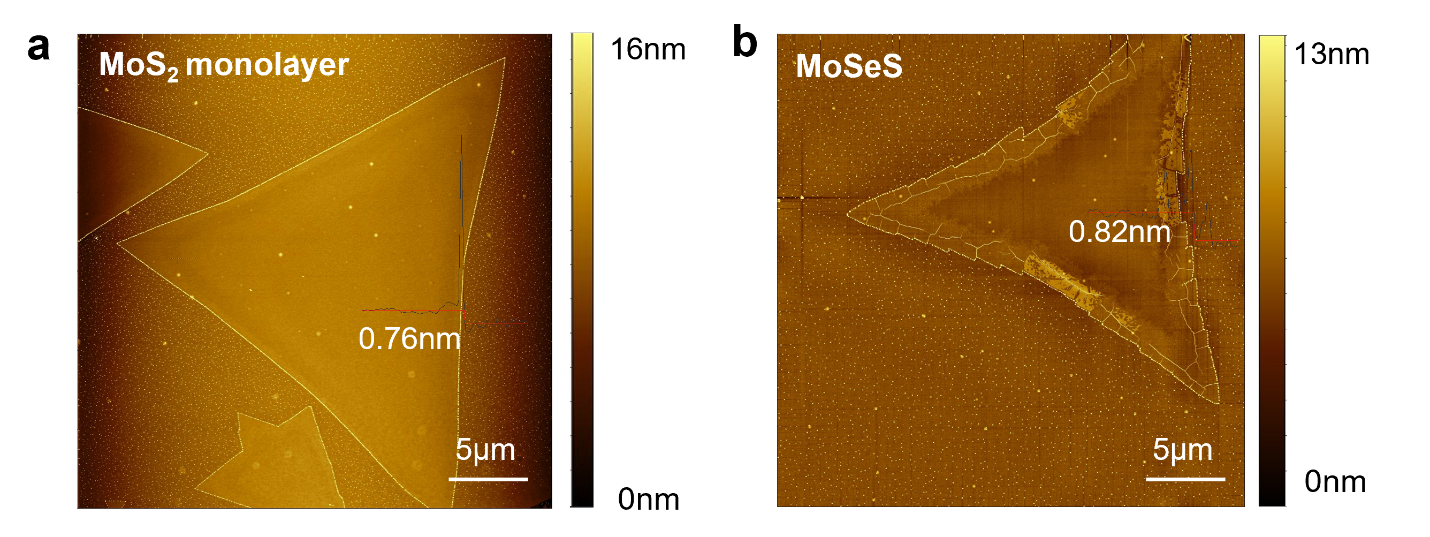 a
MoS₂ monolayer
16nm
0.76nm
5μm
0nm
b
MoSeS
13nm
0.82nm
5μm
0nm